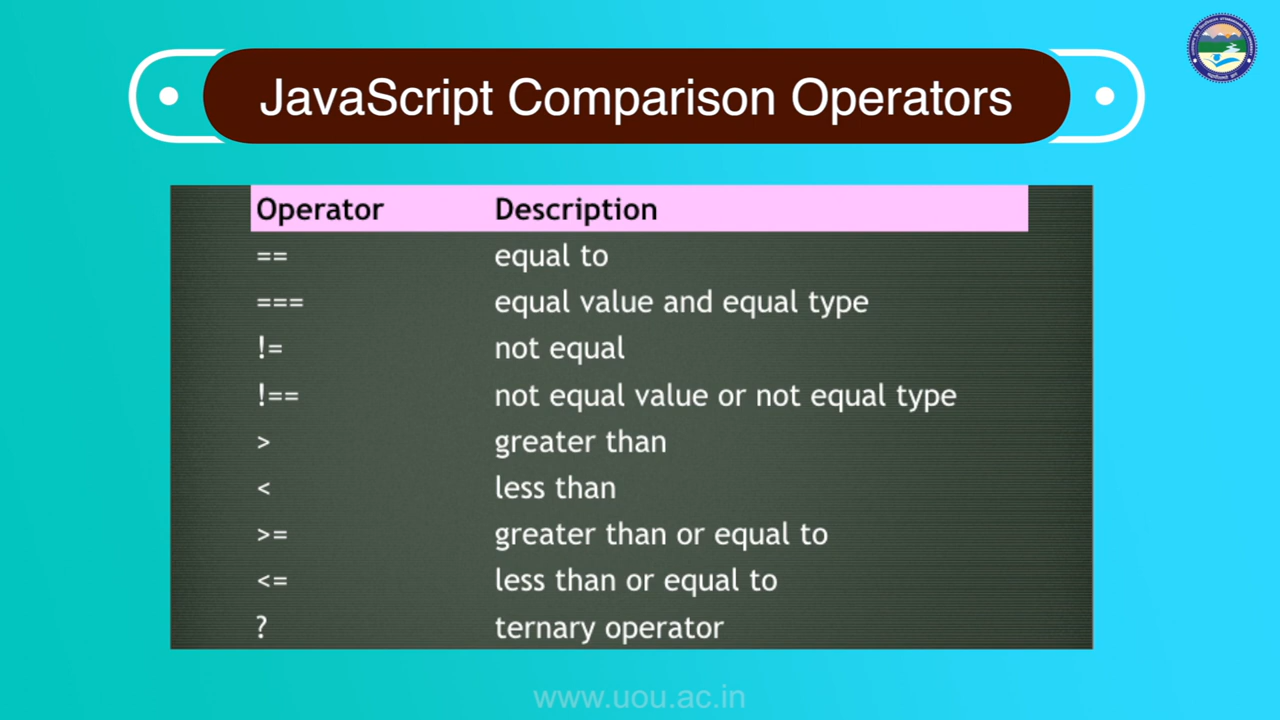 JavaScript Comparison Operators
Operator Description
== equal to
=== equal value and equal type
!= not equal
!== not equal value or not equal type
> greater than
< less than
>= greater than or equal to
<= less than or equal to
? ternary operator
www.uou.ac.in